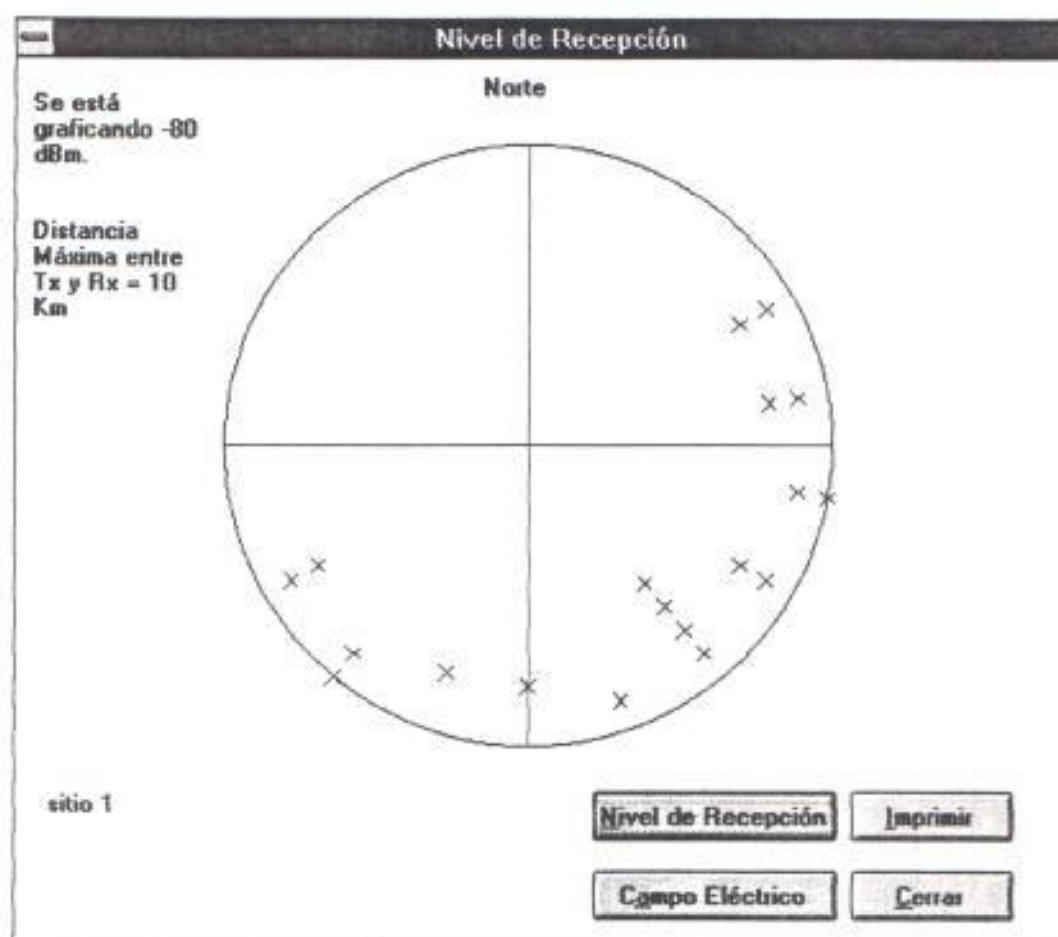 Nivel de Recepción
Norte
Se está
graficando -80
dBm.
Distancia
Máxima entre
Tx y Rx = 10
Km
sitio 1
Nivel de Recepción
Imprimir
Campo Eléctrico
Cerrar